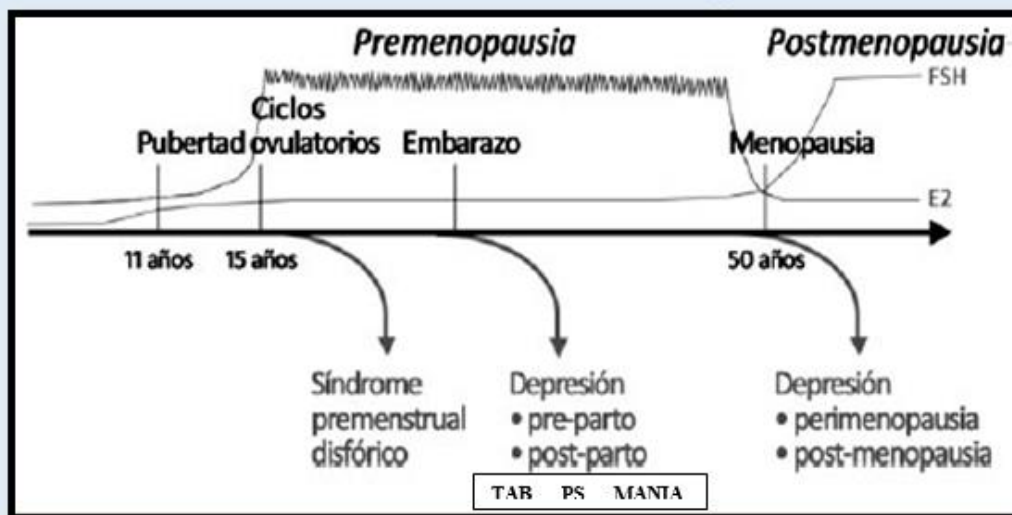 Premenopausia Postmenopausia
FSH
Ciclos
Pubertad ovulatorios Embarazo Menopausia
E2
11 años 15 años 50 años
Síndrome
premenstrual
disfórico
Depresión
• pre-parto
• post-parto
Depresión
• perimenopausia
• post-menopausia
TAB PS MANIA